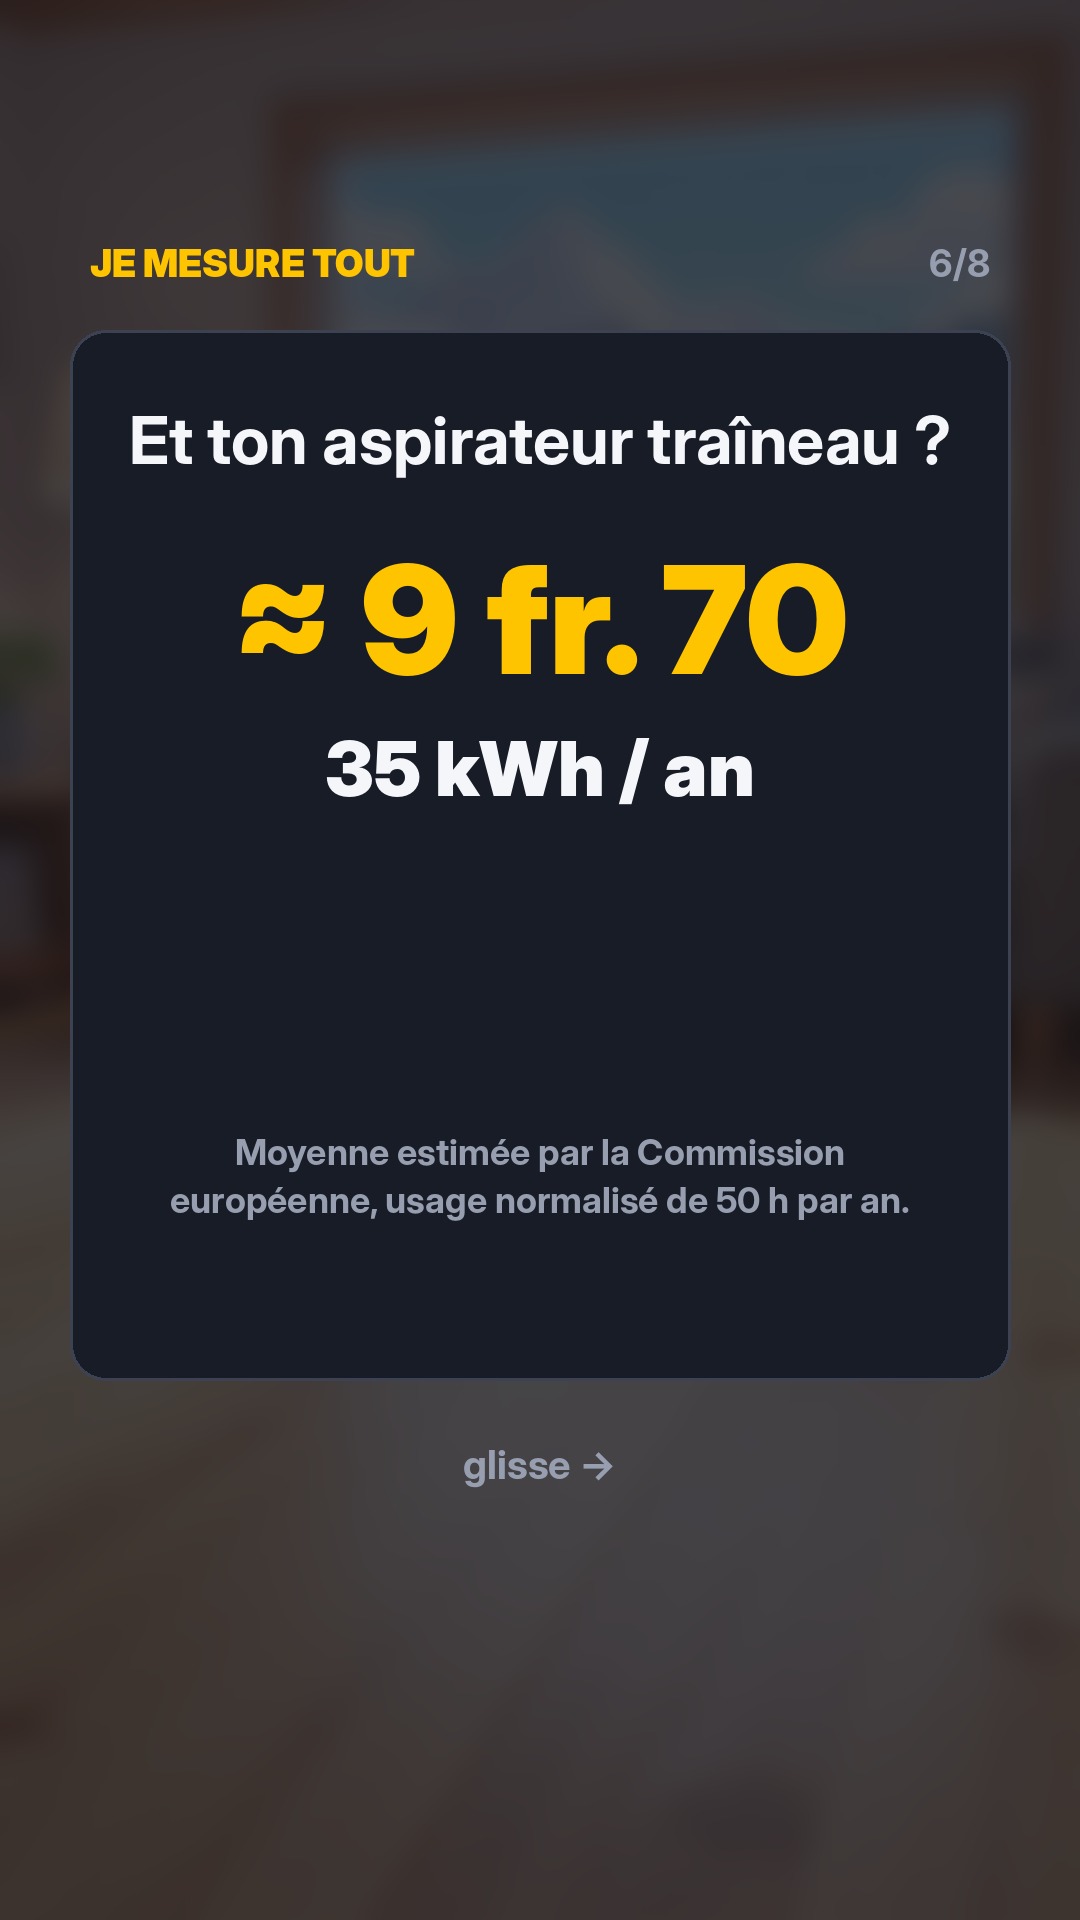 JE MESURE TOUT
6/8
Et ton aspirateur traîneau ?
≈ 9 fr. 70
35 kWh / an
Moyenne estimée par la Commission
européenne, usage normalisé de 50 h par an.
glisse →